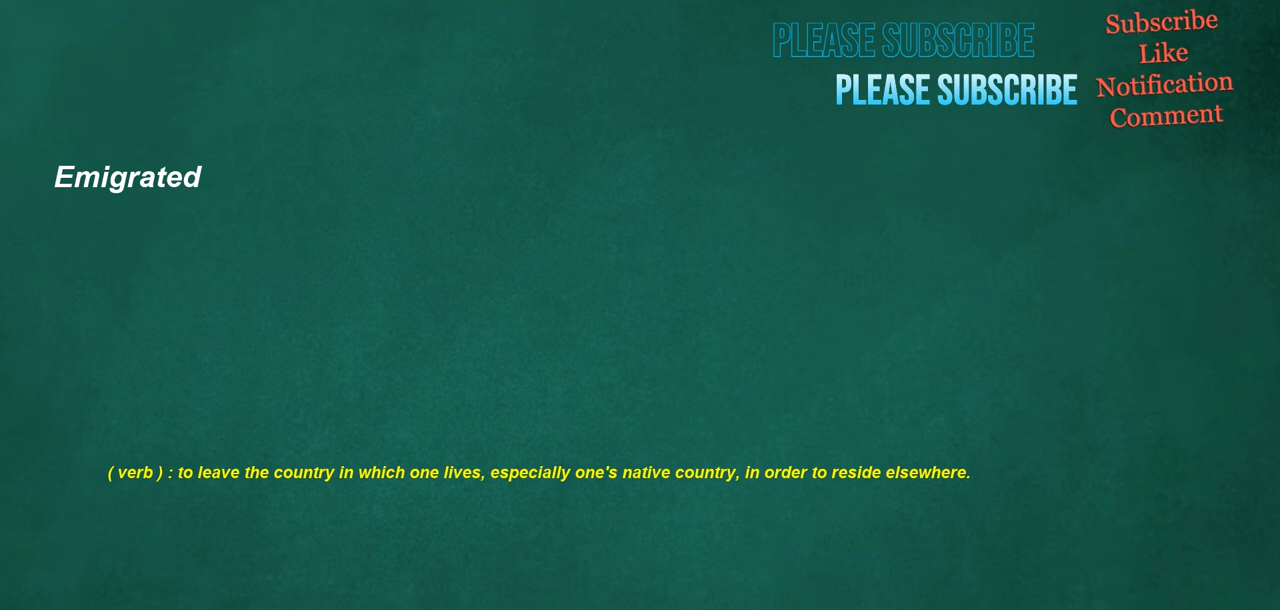 PLEASE SUBSCRIBE
PLEASE SUBSCRIBE
Subscribe
Like
Notification
Comment
Emigrated
( verb ) : to leave the country in which one lives, especially one's native country, in order to reside elsewhere.